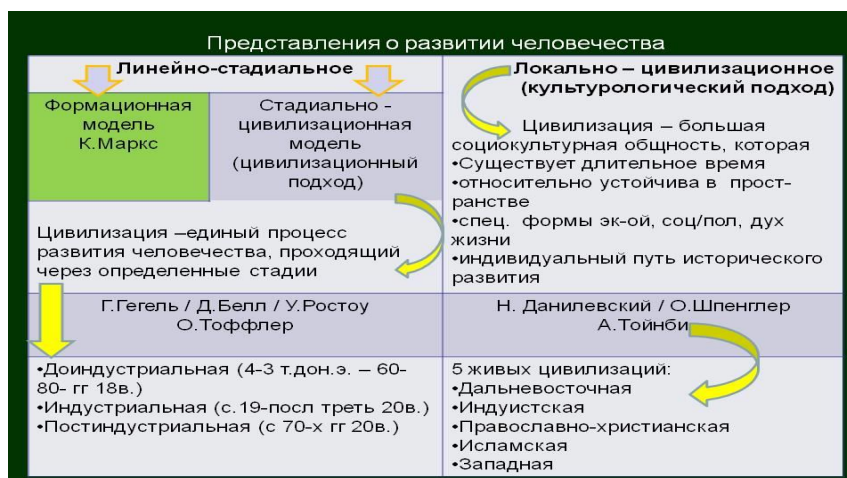 Представления о развитии человечества
Линейно-стадиальное
Формационная
модель
К.Маркс
Стадиально -
цивилизационная
модель
(цивилизационный
подход)
Цивилизация –единый процесс
развития человечества, проходящий
через определенные стадии
Локально – цивилизационное
(культурологический подход)
Цивилизация – большая
социокультурная общность, которая
•Существует длительное время
•относительно устойчива в прост-
ранстве
•спец. формы эк-ой, соц/пол, дух
жизни
•индивидуальный путь исторического
развития
Г.Гегель / Д.Белл / У.Ростоу
О.Тоффлер
Н. Данилевский / О.Шпенглер
А.Тойнби
•Доиндустриальная (4-3 т.дон.э. – 60-
80- гг 18в.)
•Индустриальная (с.19-посл треть 20в.)
•Постиндустриальная (с 70-х гг 20в.)
5 живых цивилизаций:
•Дальневосточная
•Индуистская
•Православно-христианская
•Исламская
•Западная